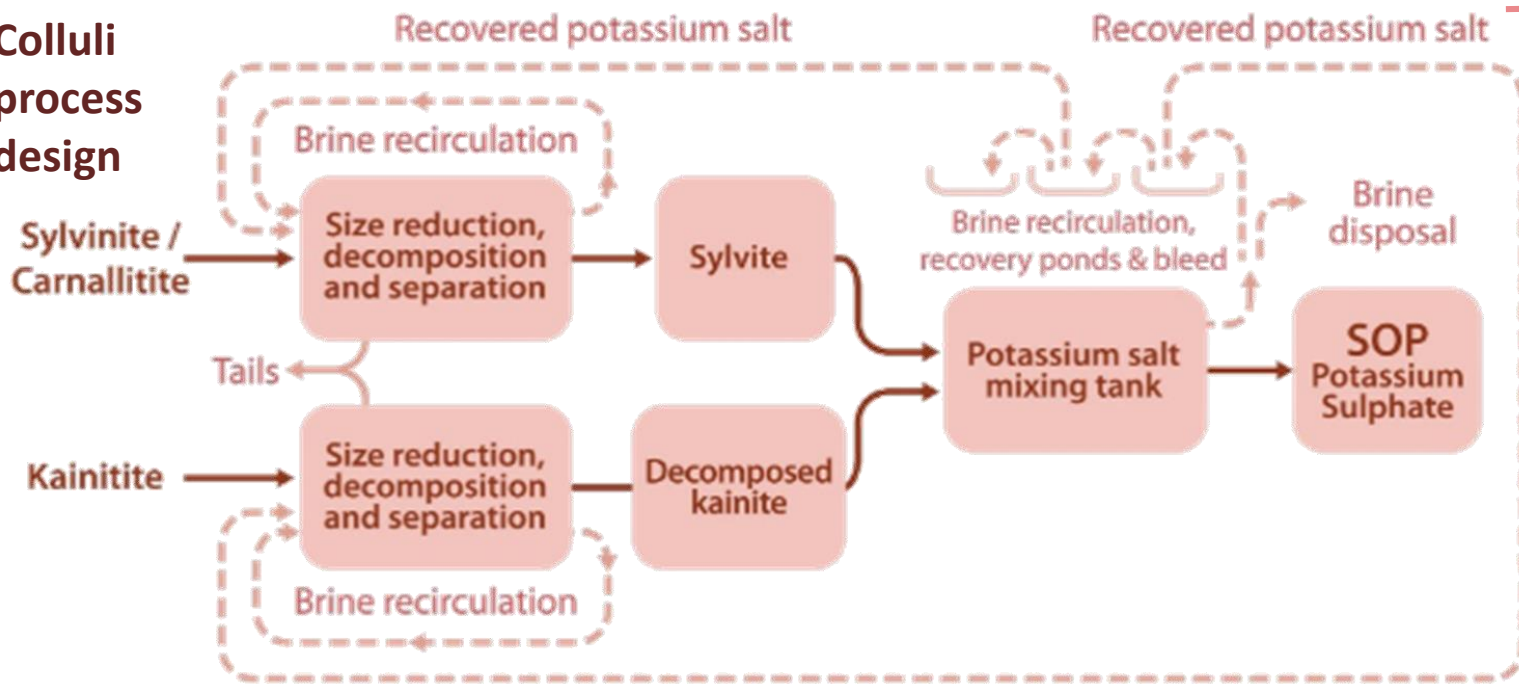 Colluli
process
design
Recovered potassium salt
Recovered potassium salt
Brine recirculation
Sylvinite /
Carnallitite
Size reduction,
decomposition
and separation
Sylvite
Brine recirculation,
recovery ponds & bleed
Brine
disposal
Tails
Potassium salt
mixing tank
SOP
Potassium
Sulphate
Kainitite
Size reduction,
decomposition
and separation
Decomposed
kainite
Brine recirculation